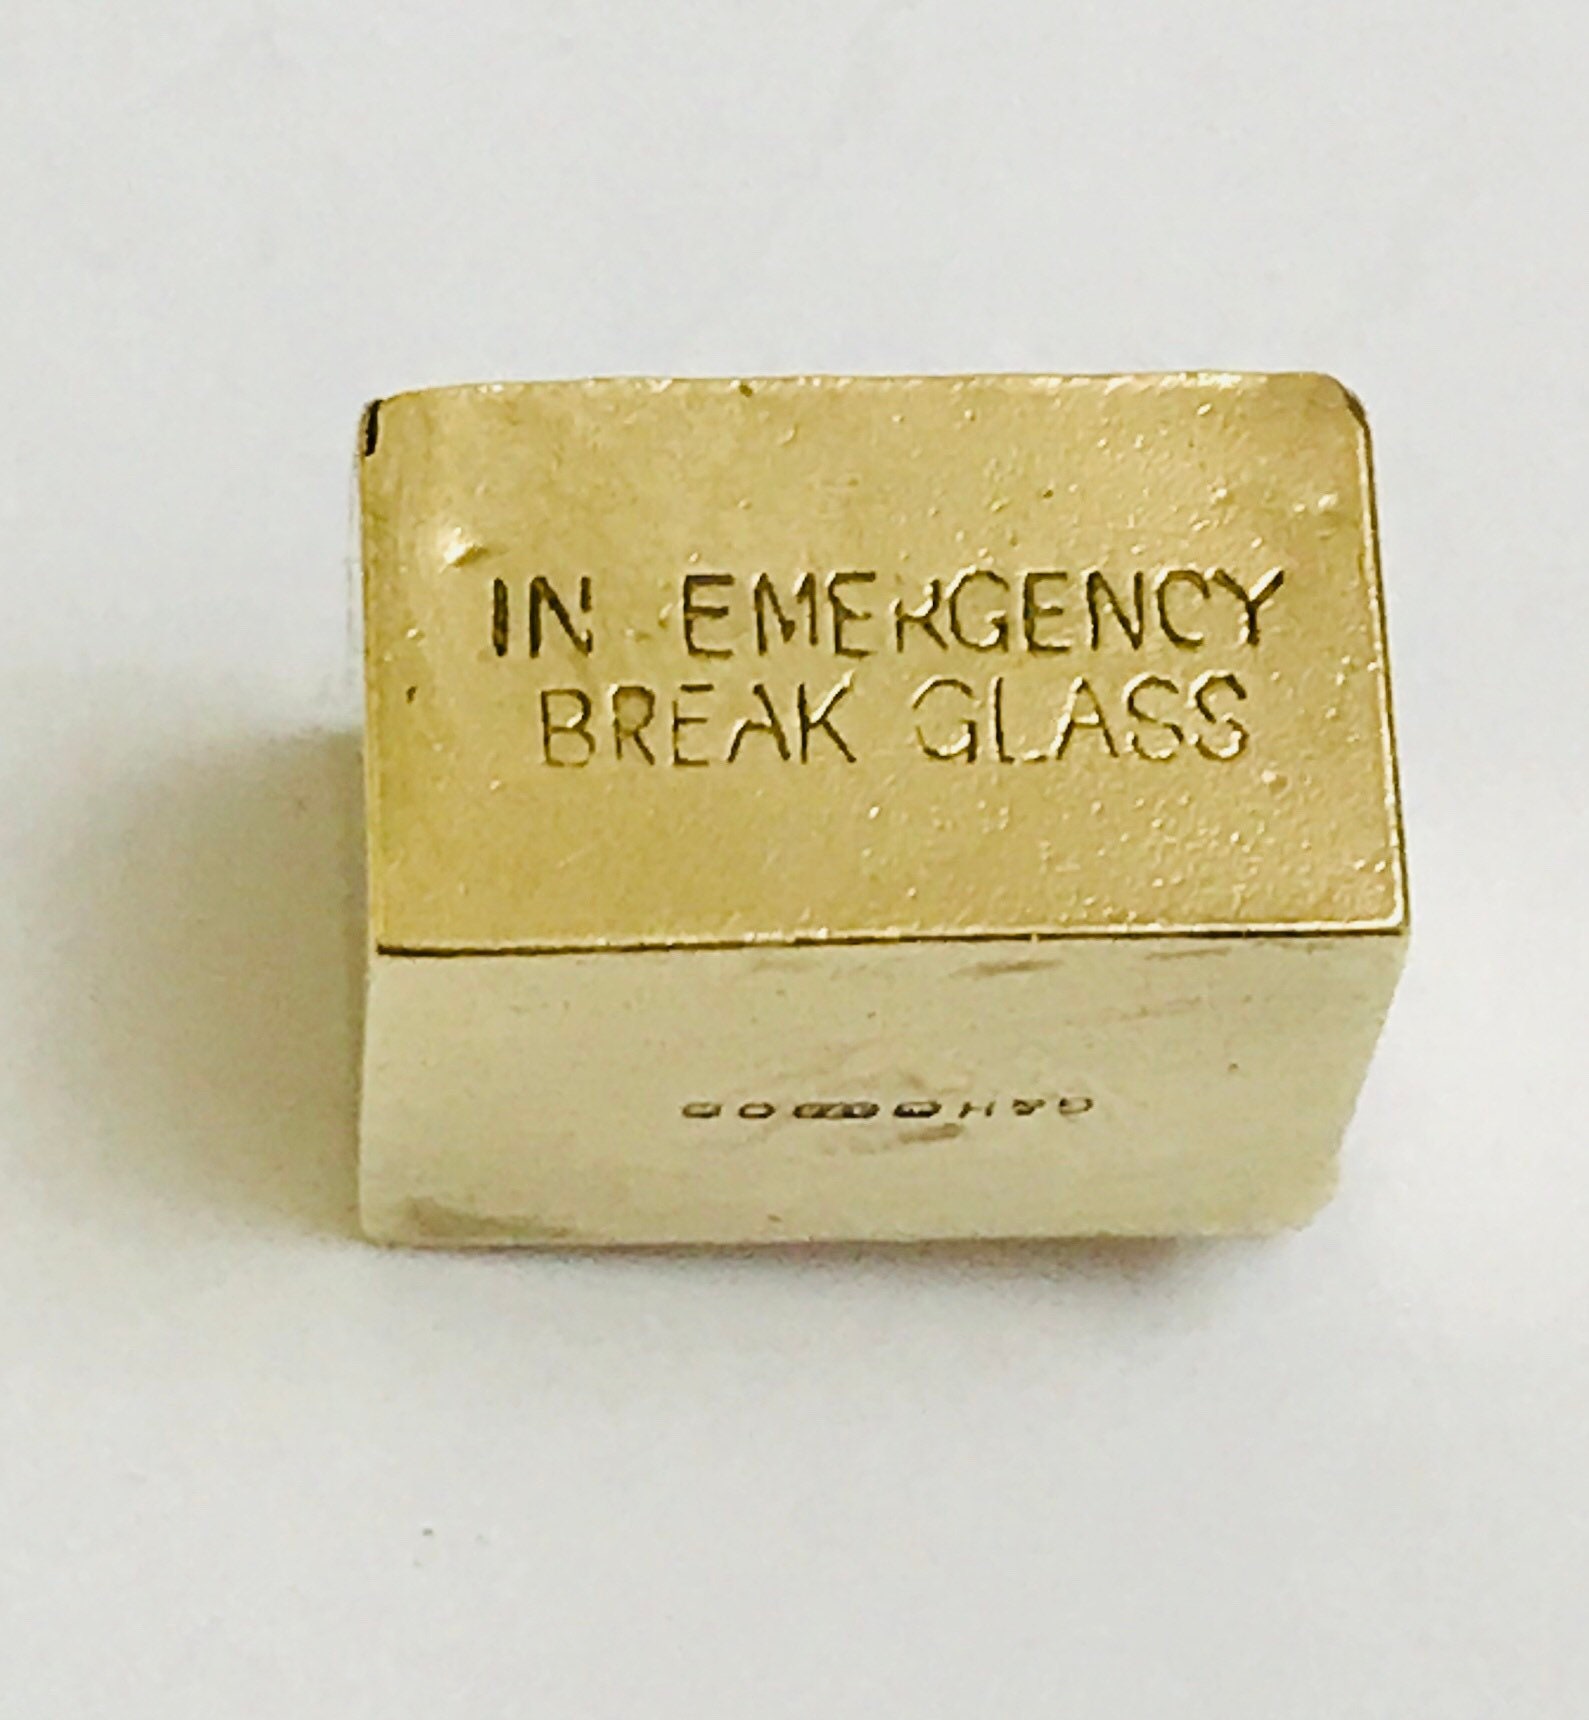 IN EMERGENCY
BREAK GLASS
G&H